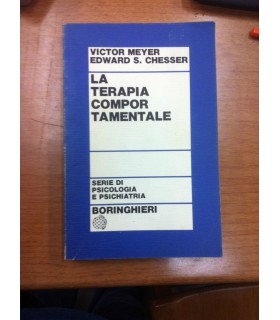 VICTOR MEYER
EDWARD S. CHESSER
LA
TERAPIA
COMPOR
TAMENTALE
SERIE DI
PSICOLOGIA
E PSICHIATRIA
BORINGHIERI